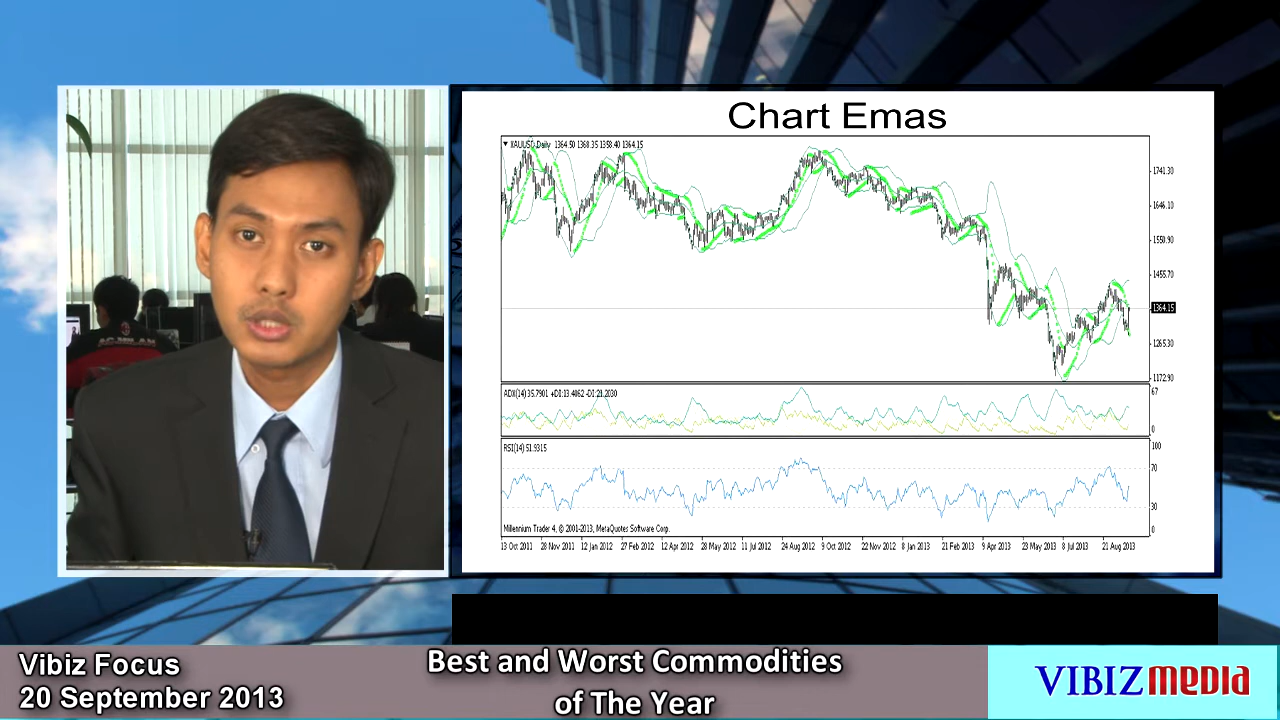 Chart Emas
XAUUSD,Daily 1364.50 1368.35 1358.40 1364.15
1741.30
1646.10
1550.90
1455.70
1364.15
1265.30
1172.90
ADX(14) 35.7901 +DI:13.4062 -DI:21.2030
67
0
RSI(14) 51.9315
100
70
30
0
Millennium Trader 4, © 2001-2013, MetaQuotes Software Corp.
13 Oct 2011 28 Nov 2011 12 Jan 2012 27 Feb 2012 12 Apr 2012 28 May 2012 11 Jul 2012 24 Aug 2012 9 Oct 2012 22 Nov 2012 8 Jan 2013 21 Feb 2013 9 Apr 2013 23 May 2013 8 Jul 2013 21 Aug 2013
AC MILAN
Vibiz Focus
20 September 2013
Best and Worst Commodities
of The Year
VIBIZ MEDIA